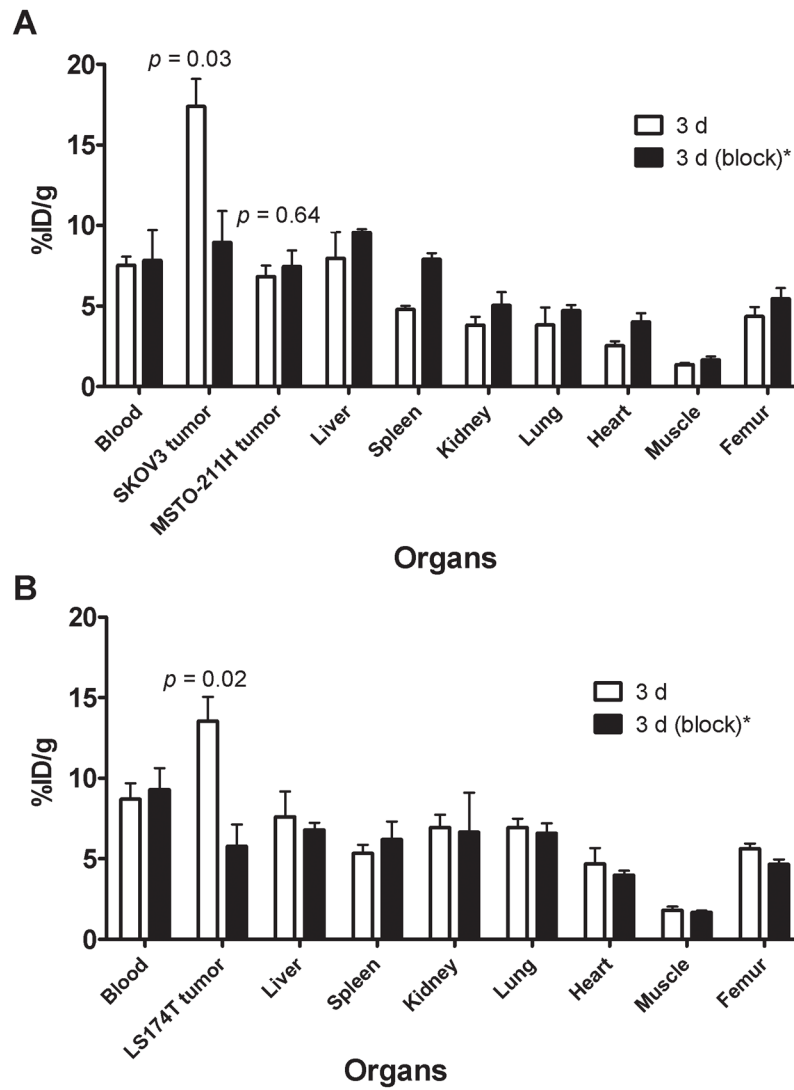 A
p = 0.03
20
15
10
5
0
%ID/g
p = 0.64
3 d
3 d (block)*
Blood
SKOV3 tumor
MSTO-211H tumor
Liver
Spleen
Kidney
Lung
Heart
Muscle
Femur
Organs
B
20
15
10
5
0
%ID/g
p = 0.02
3 d
3 d (block)*
Blood
LS174T tumor
Liver
Spleen
Kidney
Lung
Heart
Muscle
Femur
Organs